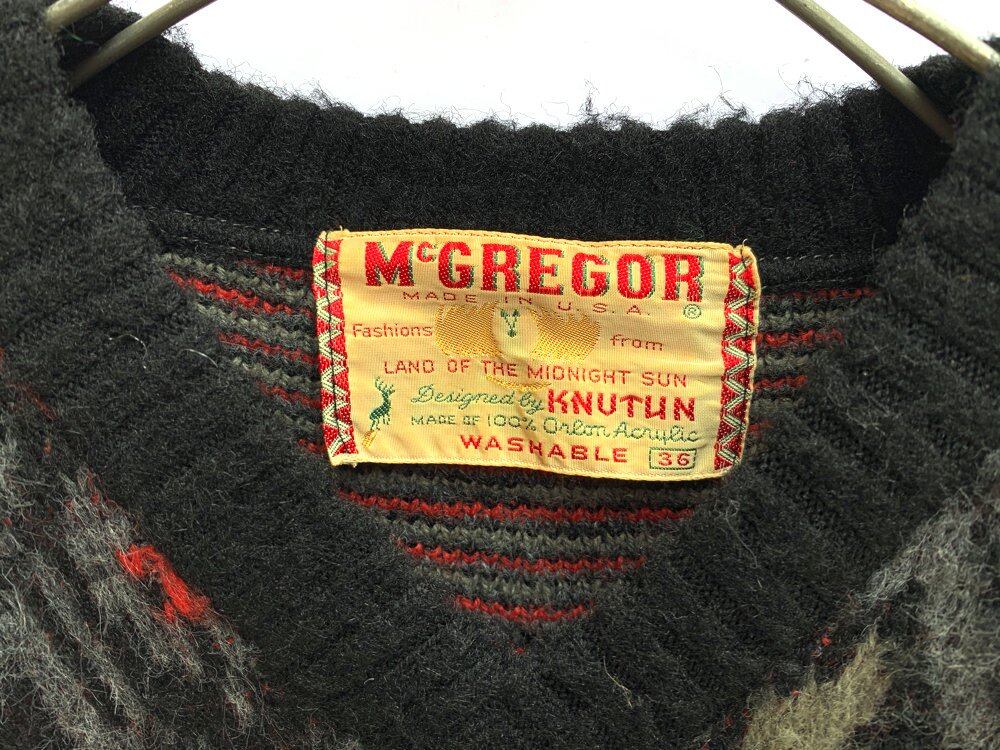 McGREGOR
MADE IN U.S.A. ®
Fashions from
LAND OF THE MIDNIGHT SUN
Designed by KNUTUN
MADE OF 100% Orlon Acrylic
WASHABLE 36